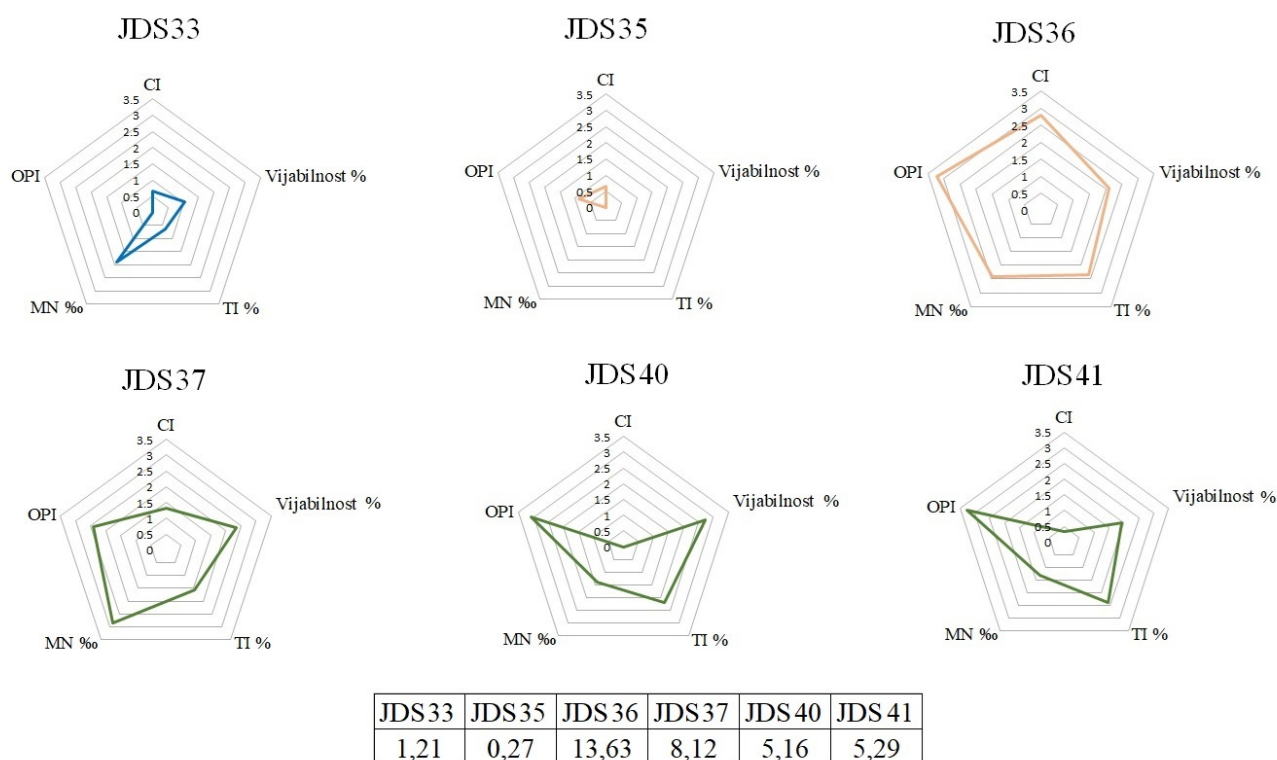 JDS33
CI
3.5
3
2.5
2
1.5
1
0.5
0
OPI
Vijabilnost %
MN ‰
TI %
JDS35
CI
3.5
3
2.5
2
1.5
1
0.5
0
OPI
Vijabilnost %
MN ‰
TI %
JDS36
CI
3.5
3
2.5
2
1.5
1
0.5
0
OPI
Vijabilnost %
MN ‰
TI %
JDS37
CI
3.5
3
2.5
2
1.5
1
0.5
0
OPI
Vijabilnost %
MN ‰
TI %
JDS40
CI
3.5
3
2.5
2
1.5
1
0.5
0
OPI
Vijabilnost %
MN ‰
TI %
JDS41
CI
3.5
3
2.5
2
1.5
1
0.5
0
OPI
Vijabilnost %
MN ‰
TI %
JDS33 JDS35 JDS36 JDS37 JDS40 JDS41
1,21 0,27 13,63 8,12 5,16 5,29